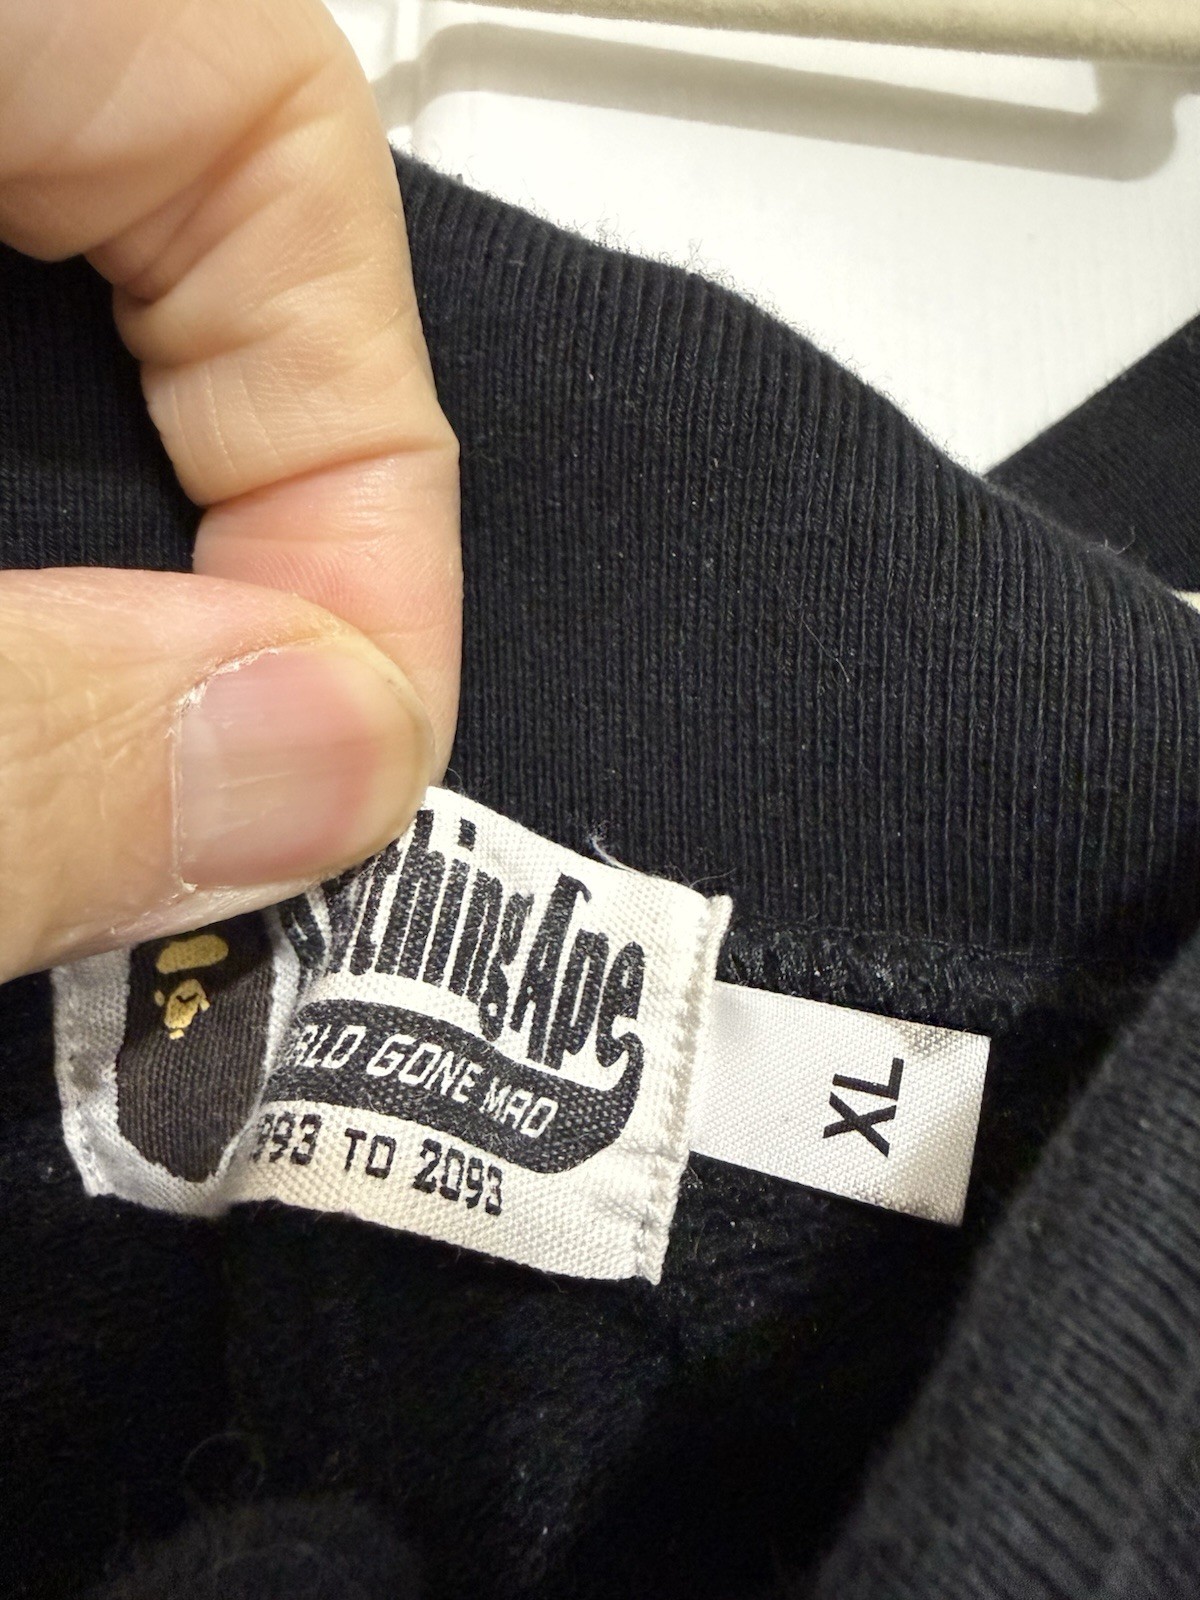 thingApe
RLD GONE MAD
993 TO 2093
XL